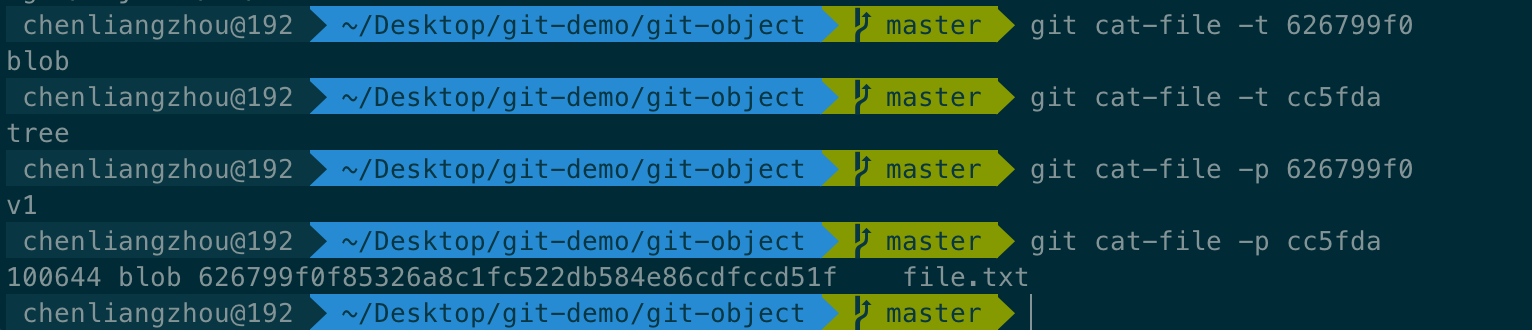 chenliangzhou@192 ~/Desktop/git-demo/git-object master git cat-file -t 626799f0
blob
chenliangzhou@192 ~/Desktop/git-demo/git-object master git cat-file -t cc5fda
tree
chenliangzhou@192 ~/Desktop/git-demo/git-object master git cat-file -p 626799f0
v1
chenliangzhou@192 ~/Desktop/git-demo/git-object master git cat-file -p cc5fda
100644 blob 626799f0f85326a8c1fc522db584e86cdfccd51f    file.txt
chenliangzhou@192 ~/Desktop/git-demo/git-object master